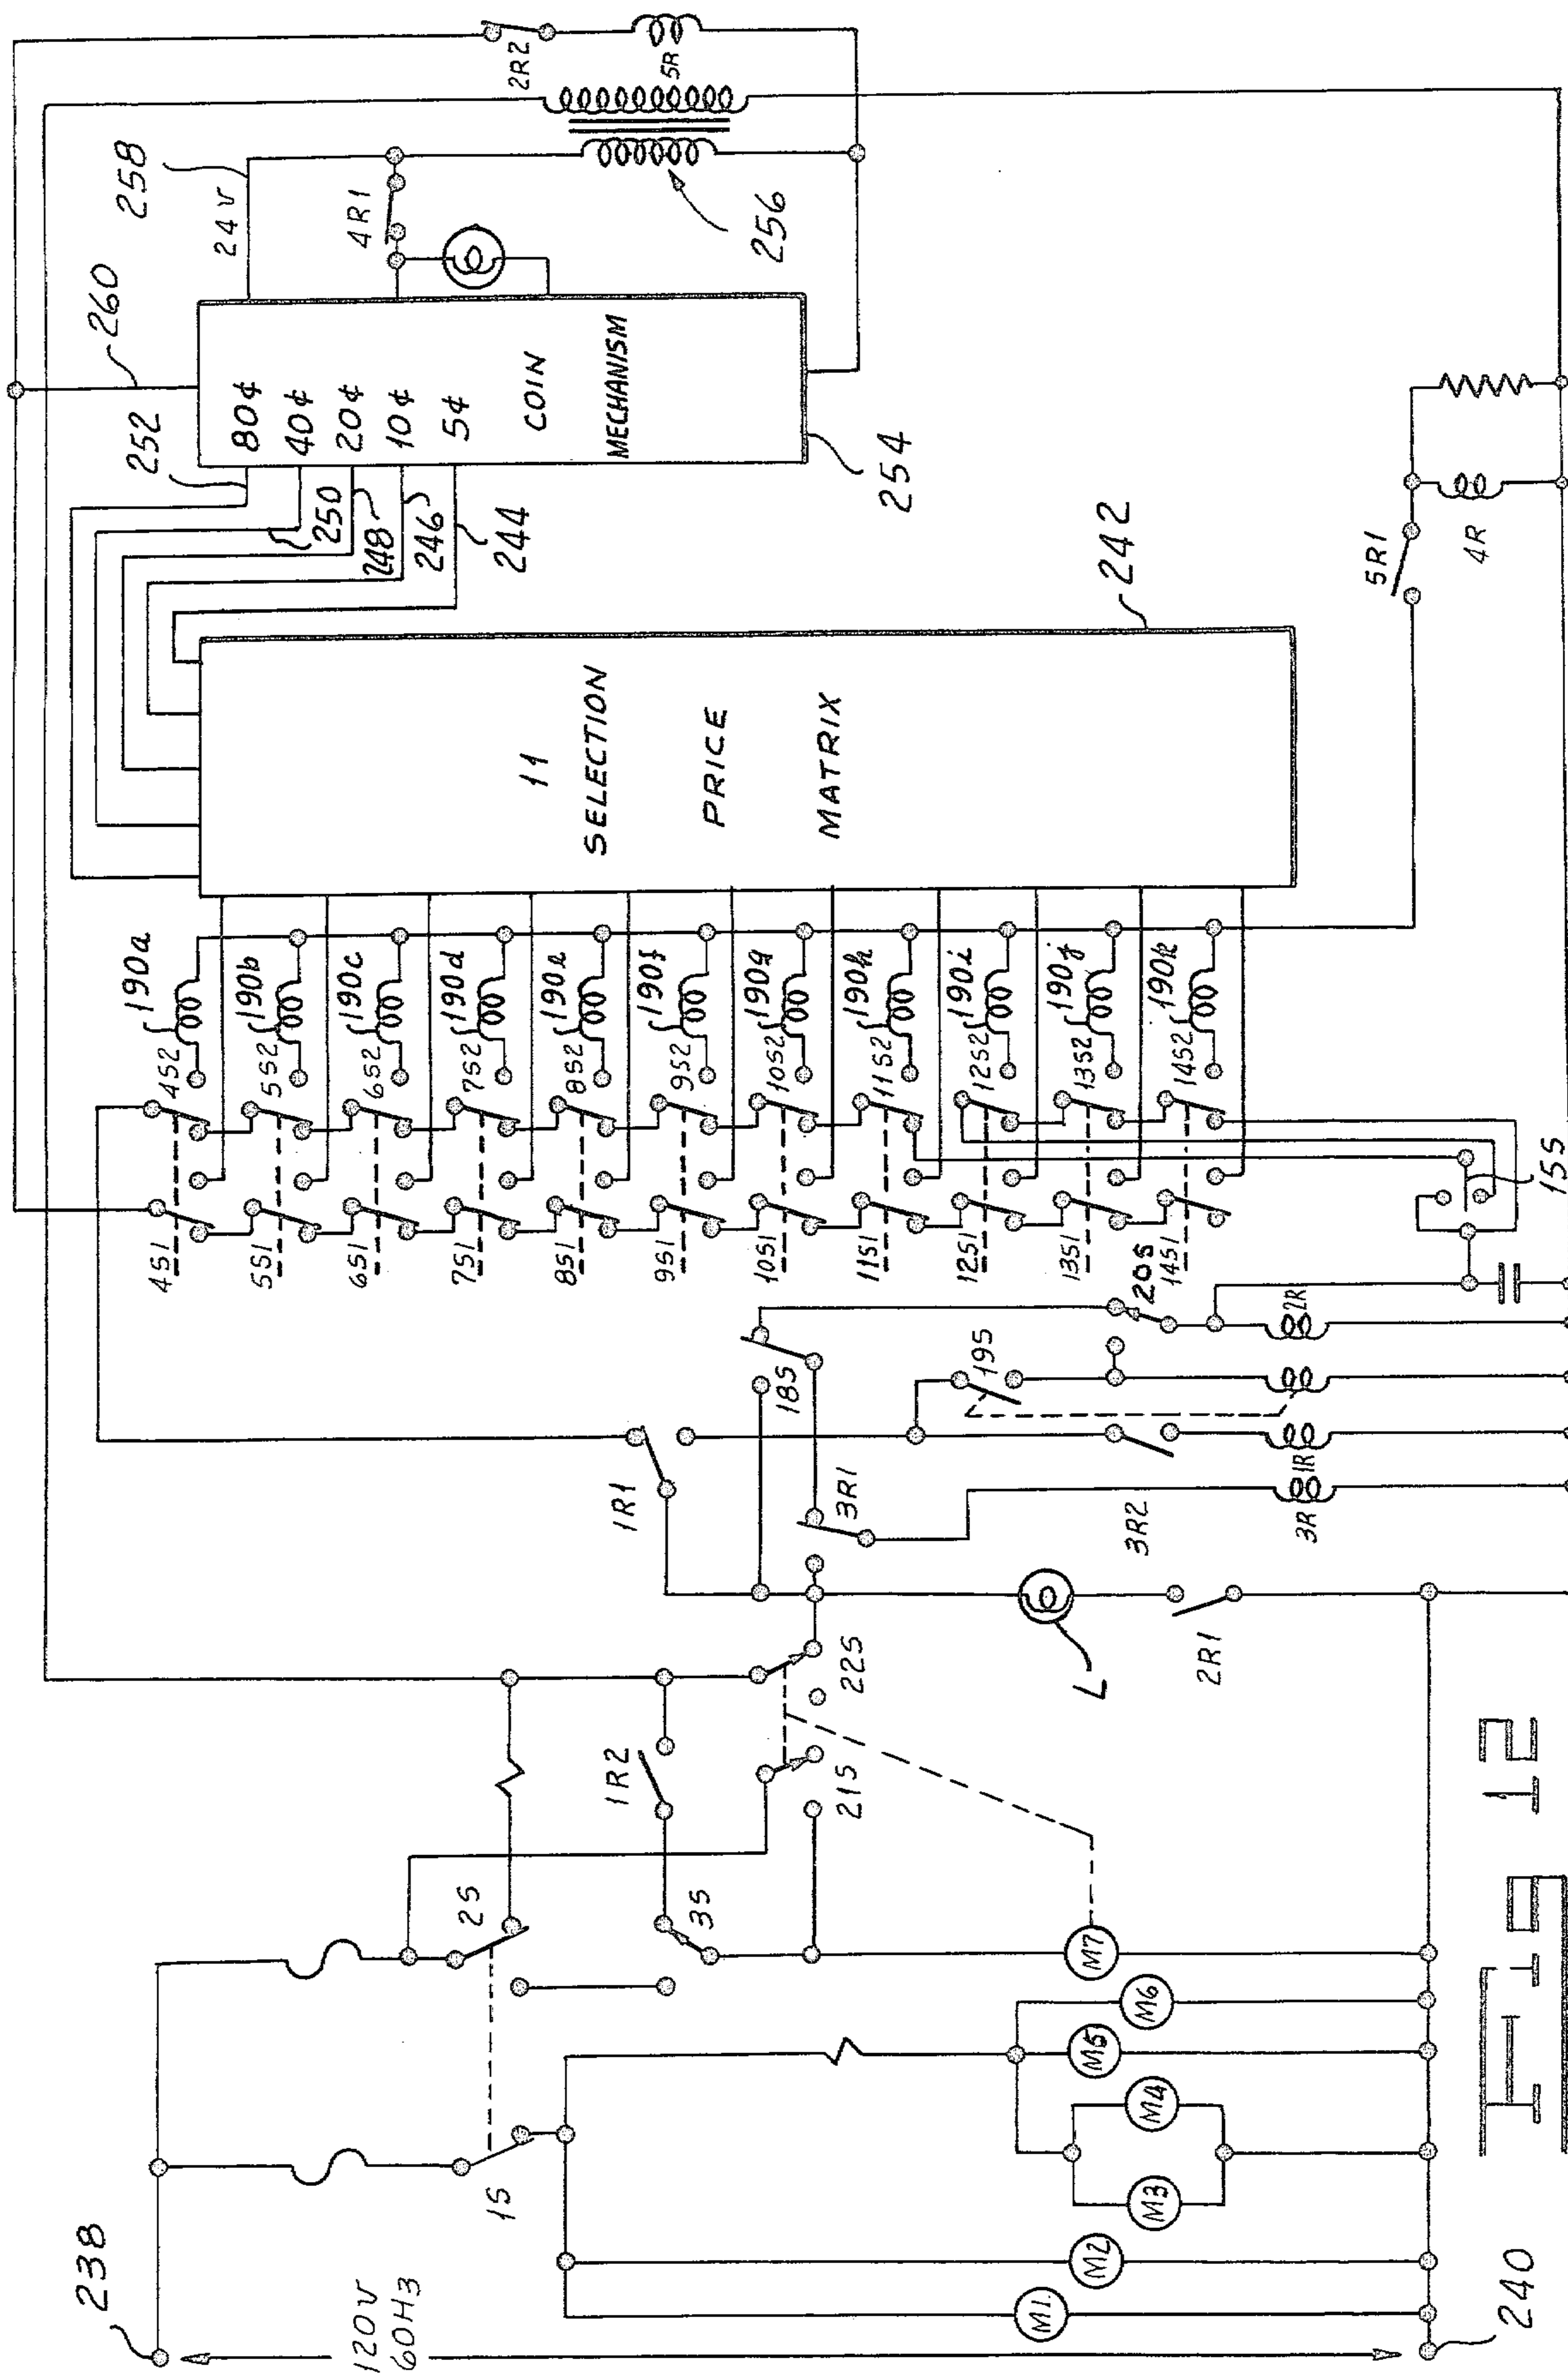 238
120V
60H3
240
1S
2S
3S
1R2
21S
22S
M1
M2
M3
M4
M5
M6
M7
L
2R1
1R1
18S
3R1
3R2
3R
1R
19S
20S
2R
15S
4S1
5S1
6S1
7S1
8S1
9S1
10S1
11S1
12S1
13S1
14S1
4S2
5S2
6S2
7S2
8S2
9S2
10S2
11S2
12S2
13S2
14S2
190a
190b
190c
190d
190e
190f
190g
190h
190i
190j
190k
11
SELECTION
PRICE
MATRIX
242
252
250
248
246
244
80¢
40¢
20¢
10¢
5¢
COIN
MECHANISM
254
260
258
24V
4R1
256
2R2
5R
5R1
4R
FIG 12